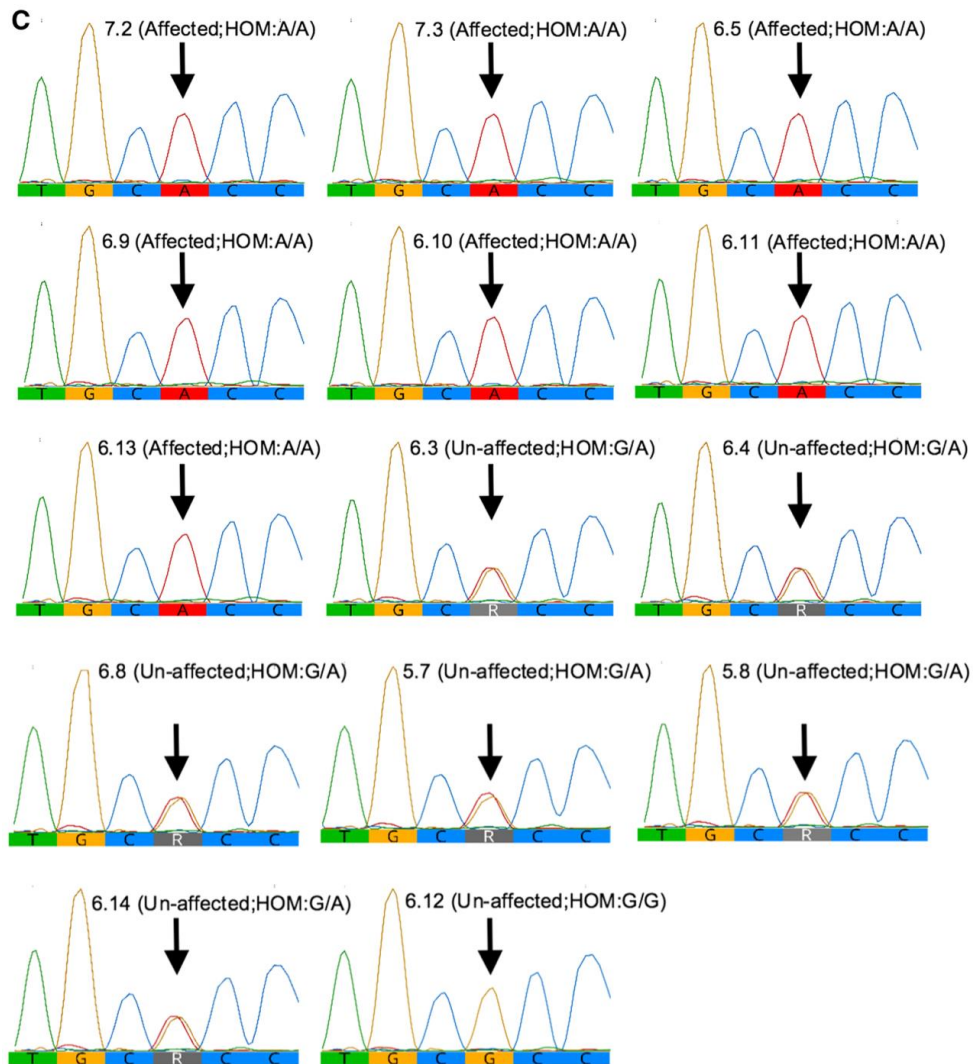 C
7.2 (Affected;HOM:A/A) 7.3 (Affected;HOM:A/A) 6.5 (Affected;HOM:A/A)
T G C A C C T G C A C C T G C A C C
6.9 (Affected;HOM:A/A) 6.10 (Affected;HOM:A/A) 6.11 (Affected;HOM:A/A)
T G C A C C T G C A C C T G C A C C
6.13 (Affected;HOM:A/A) 6.3 (Un-affected;HOM:G/A) 6.4 (Un-affected;HOM:G/A)
T G C A C C T G C R C C T G C R C C
6.8 (Un-affected;HOM:G/A) 5.7 (Un-affected;HOM:G/A) 5.8 (Un-affected;HOM:G/A)
T G C R C C T G C R C C T G C R C C
6.14 (Un-affected;HOM:G/A) 6.12 (Un-affected;HOM:G/G)
T G C R C C T G C G C C